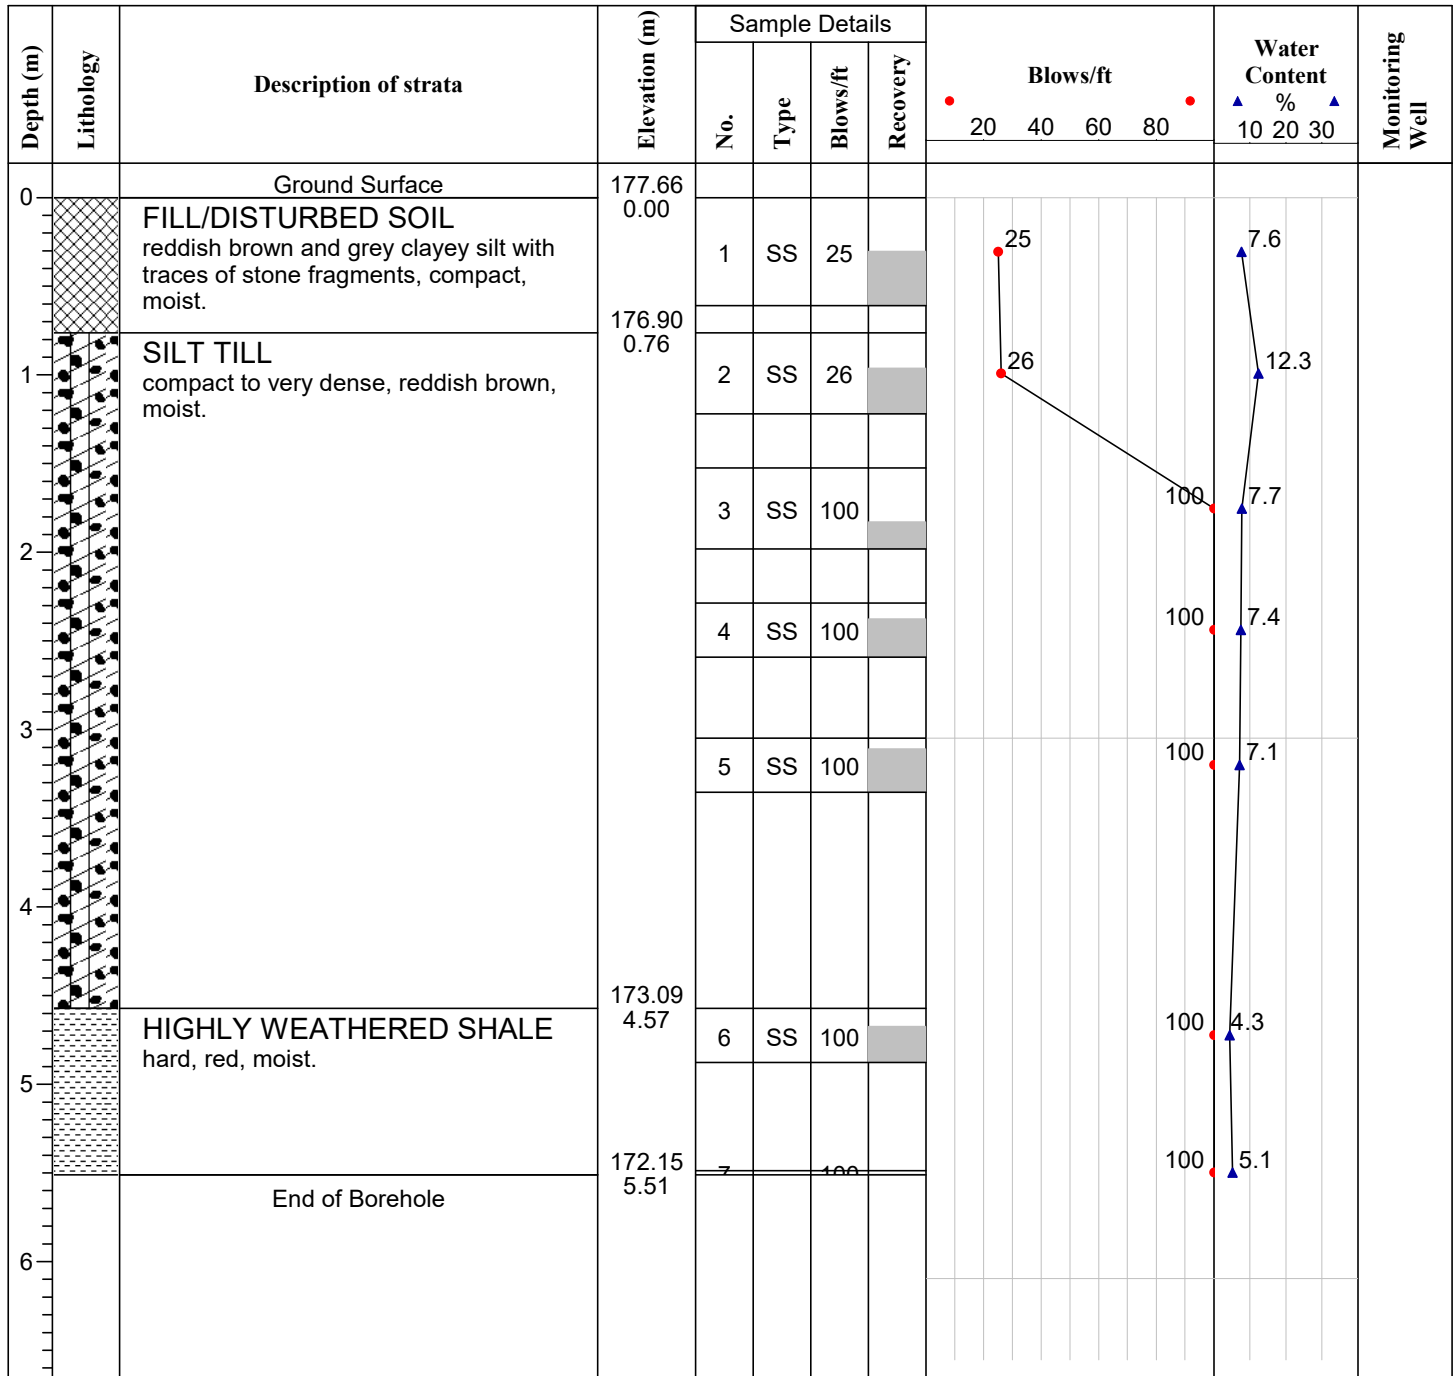 Depth (m)
Lithology
Description of strata
Elevation (m)
Sample Details
No.
Type
Blows/ft
Recovery
Blows/ft
20 40 60 80
Water
Content
%
10 20 30
Monitoring
Well
Ground Surface
177.66
0
0.00
FILL/DISTURBED SOIL
reddish brown and grey clayey silt with
traces of stone fragments, compact,
moist.
1 SS 25
25
7.6
176.90
0.76
SILT TILL
compact to very dense, reddish brown,
moist.
1
2 SS 26
26
12.3
3 SS 100
100
7.7
2
4 SS 100
100
7.4
3
5 SS 100
100
7.1
4
173.09
4.57
HIGHLY WEATHERED SHALE
hard, red, moist.
6 SS 100
100
4.3
5
172.15
5.51
7 100
100
5.1
End of Borehole
6